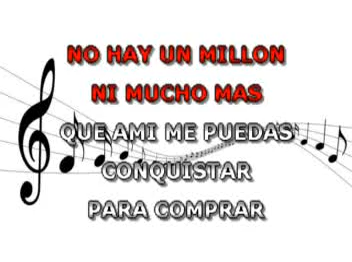 NO HAY UN MILLON
NI MUCHO MAS
QUE AMI ME PUEDAS
CONQUISTAR
PARA COMPRAR